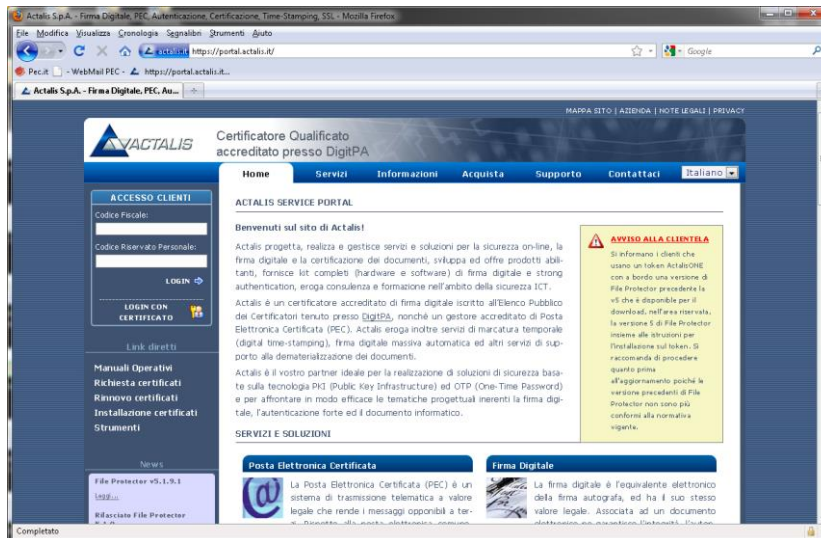 Actalis S.p.A. - Firma Digitale, PEC, Autenticazione, Certificazione, Time-Stamping, SSL - Mozilla Firefox
File Modifica Visualizza Cronologia Segnalibri Strumenti Aiuto
actalis.it https://portal.actalis.it/
Google
Pec.it - WebMail PEC - https://portal.actalis.it...
Actalis S.p.A. - Firma Digitale, PEC, Au...
MAPPA SITO | AZIENDA | NOTE LEGALI | PRIVACY
ACTALIS
Certificatore Qualificato
accreditato presso DigitPA
Home Servizi Informazioni Acquista Supporto Contattaci Italiano
ACCESSO CLIENTI
Codice Fiscale:
Codice Riservato Personale:
LOGIN
LOGIN CON
CERTIFICATO
Link diretti
Manuali Operativi
Richiesta certificati
Rinnovo certificati
Installazione certificati
Strumenti
News
File Protector v5.1.9.1
Leggi...
Rilasciato File Protector
ACTALIS SERVICE PORTAL
Benvenuti sul sito di Actalis!
Actalis progetta, realizza e gestisce servizi e soluzioni per la sicurezza on-line, la
firma digitale e la certificazione dei documenti, sviluppa ed offre prodotti abili-
tanti, fornisce kit completi (hardware e software) di firma digitale e strong
authentication, eroga consulenza e formazione nell'ambito della sicurezza ICT.
Actalis è un certificatore accreditato di firma digitale iscritto all'Elenco Pubblico
dei Certificatori tenuto presso DigitPA, nonché un gestore accreditato di Posta
Elettronica Certificata (PEC). Actalis eroga inoltre servizi di marcatura temporale
(digital time-stamping), firma digitale massiva automatica ed altri servizi di sup-
porto alla dematerializzazione dei documenti.
Actalis è il vostro partner ideale per la realizzazione di soluzioni di sicurezza basa-
te sulla tecnologia PKI (Public Key Infrastructure) ed OTP (One-Time Password)
e per affrontare in modo efficace le tematiche progettuali inerenti la firma digi-
tale, l'autenticazione forte ed il documento informatico.
AVVISO ALLA CLIENTELA
Si informano i clienti che
usano un token ActalisONE
con a bordo una versione di
File Protector precedente la
v5 che è disponibile per il
download, nell'area riservata,
la versione 5 di File Protector
insieme alle istruzioni per
l'installazione sul token. Si
raccomanda di procedere
quanto prima
all'aggiornamento poiché le
versione precedenti di File
Protector non sono più
conformi alla normativa
vigente.
SERVIZI E SOLUZIONI
Posta Elettronica Certificata
La Posta Elettronica Certificata (PEC) è un
sistema di trasmissione telematica a valore
legale che rende i messaggi opponibili a ter-
zi. Rispetto alla posta elettronica comune,
Firma Digitale
La firma digitale è l'equivalente elettronico
della firma autografa, ed ha il suo stesso
valore legale. Associata ad un documento
elettronico ne garantisce l'integrità, l'auten-
Completato